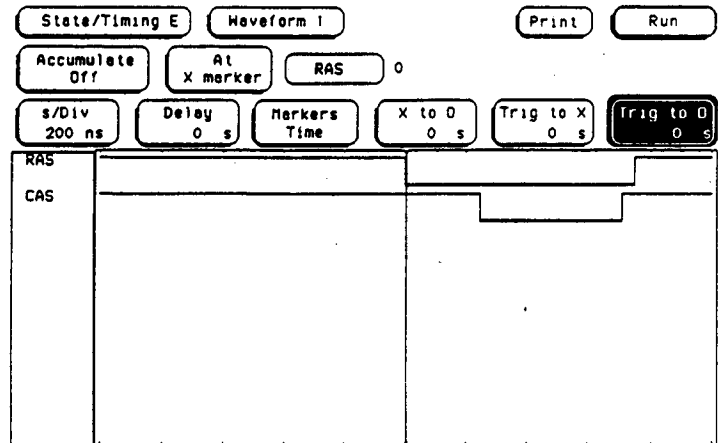 State/Timing E Waveform 1 Print Run
Accumulate Off At X marker RAS 0
s/Div 200 ns Delay 0 s Markers Time X to O 0 s Trig to X 0 s Trig to O 0 s
RAS
CAS